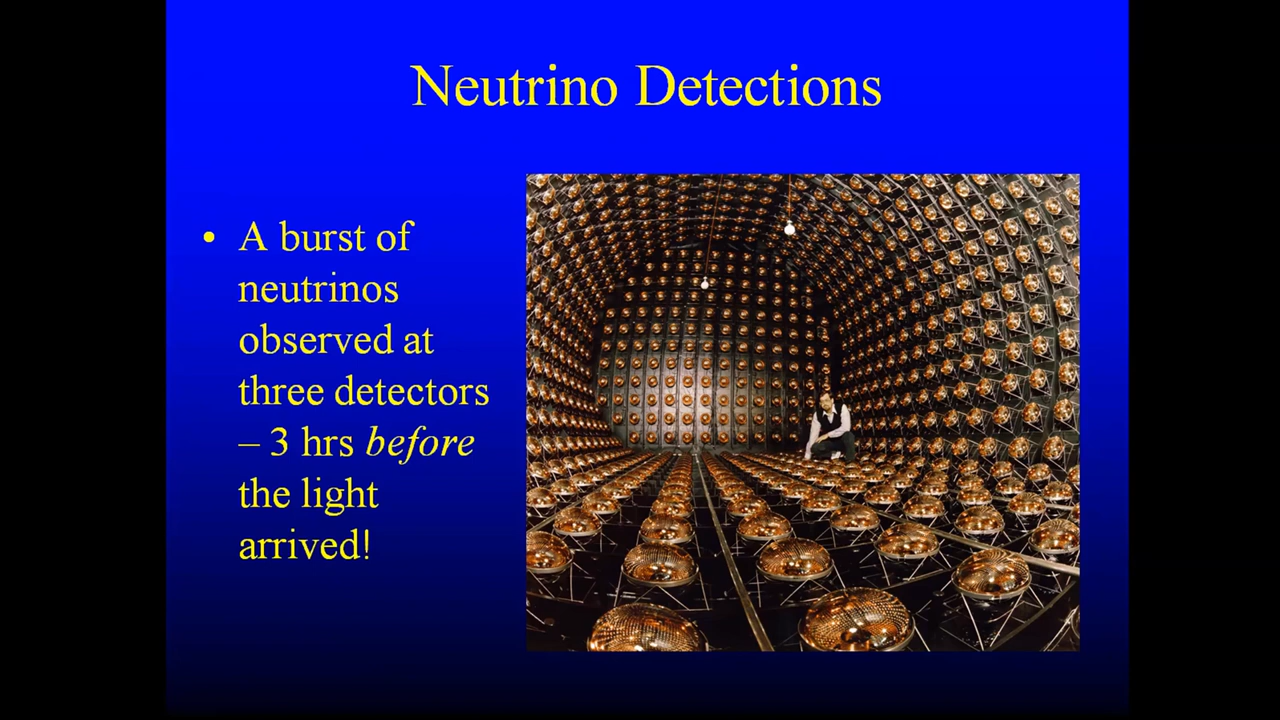 Neutrino Detections
• A burst of
neutrinos
observed at
three detectors
– 3 hrs before
the light
arrived!